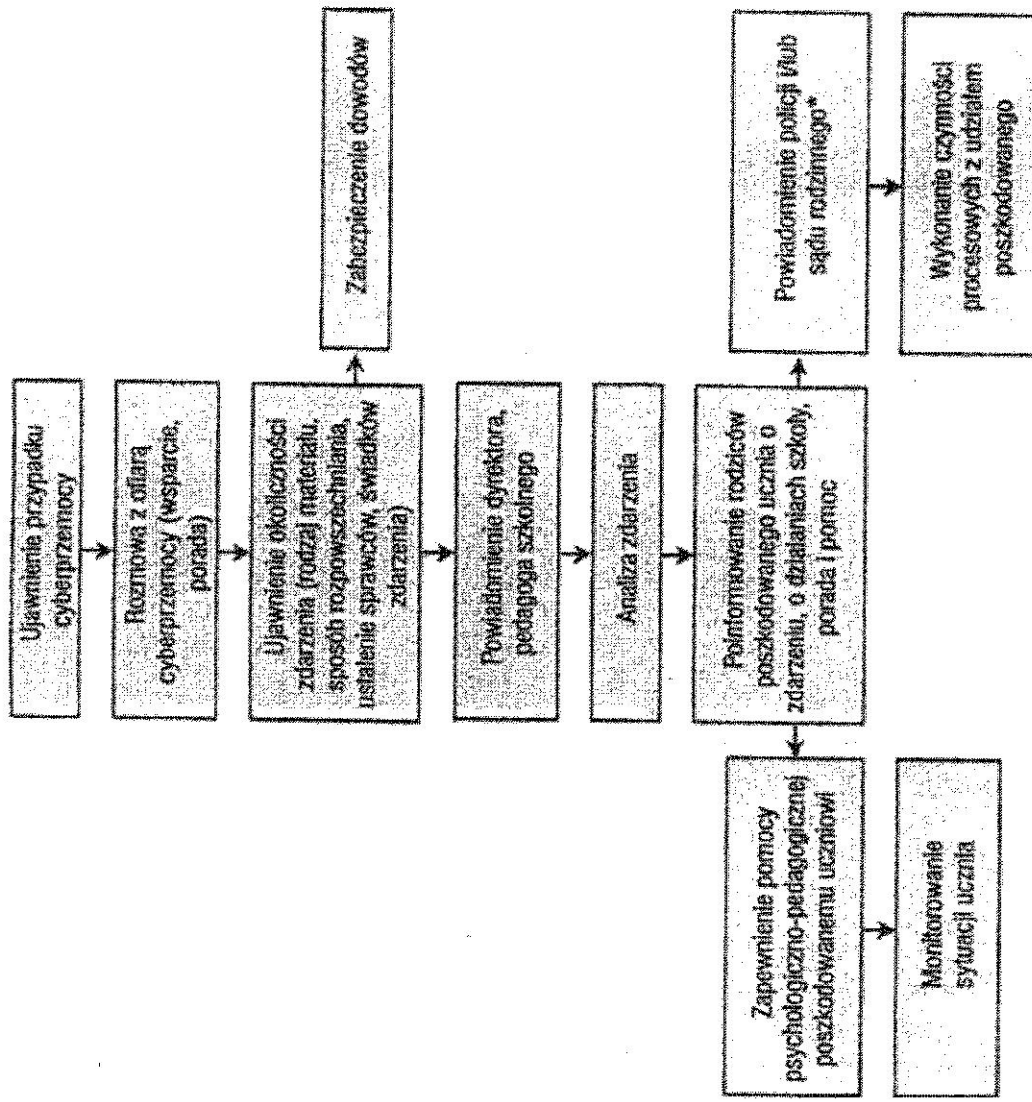 Ujawnienie przypadku
cyberprzemocy
Rozmowa z ofiarą
cyberprzemocy (wsparcie,
porada)
Ujawnienie okoliczności
zdarzenia (rodzaj materiału,
sposób rozpowszechniania,
ustalenie sprawców, świadków
zdarzenia)
Zabezpieczenie dowodów
Powiadomienie dyrektora,
pedagoga szkolnego
Analiza zdarzenia
Poinformowanie rodziców
poszkodowanego ucznia o
zdarzeniu, o działaniach szkoły,
porada i pomoc
Zapewnienie pomocy
psychologiczno-pedagogicznej
poszkodowanemu uczniowi
Monitorowanie
sytuacji ucznia
Powiadomienie policji i/lub
sądu rodzinnego*
Wykonanie czynności
procesowych z udziałem
poszkodowanego